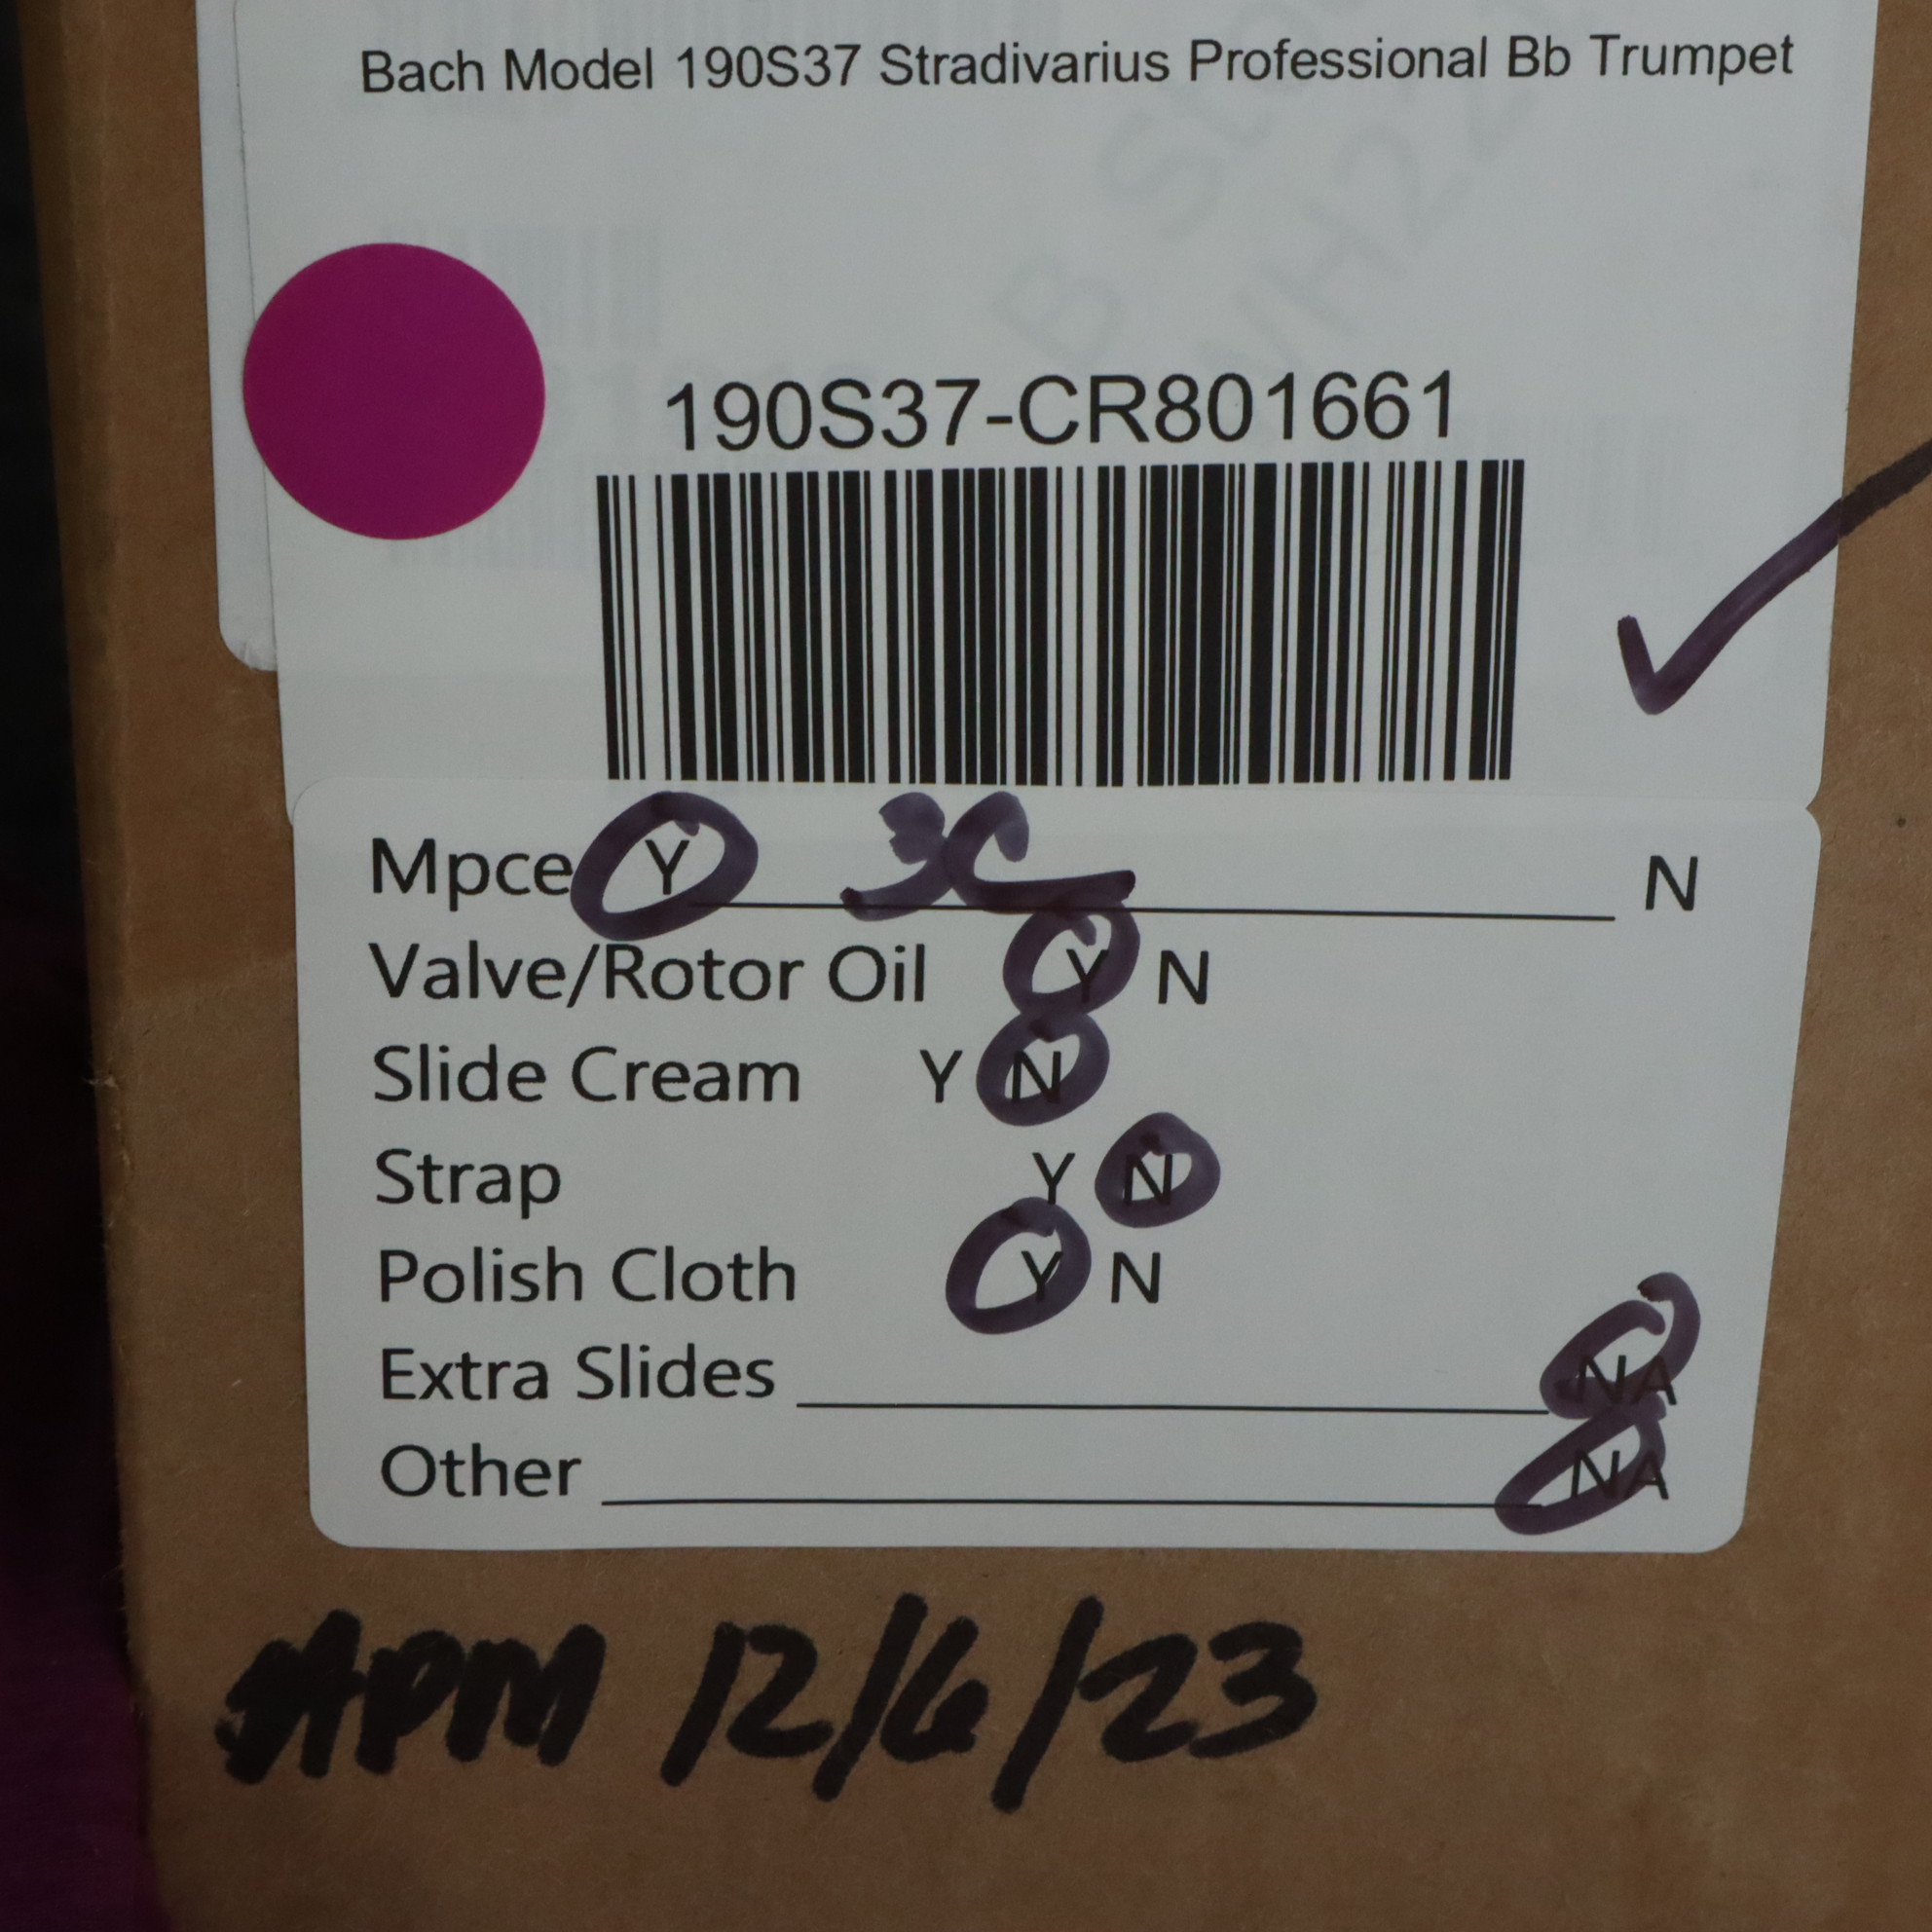 Bach Model 190S37 Stradivarius Professional Bb Trumpet
190S37-CR801661
Mpce Y 3C N
Valve/Rotor Oil Y N
Slide Cream Y N
Strap Y N
Polish Cloth Y N
Extra Slides NA
Other NA
APM 12/6/23